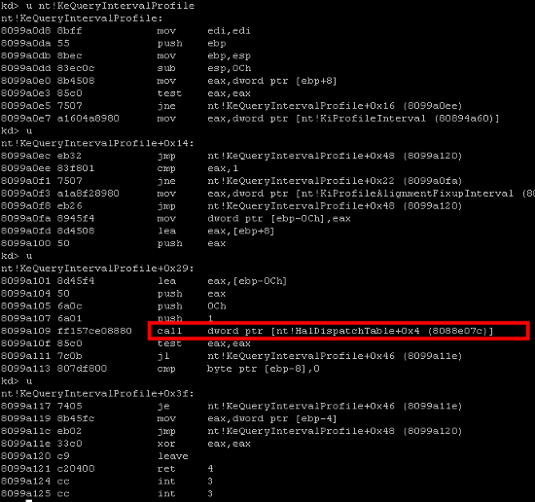 kd> u nt!KeQueryIntervalProfile
nt!KeQueryIntervalProfile:
8099a0d8 8bff mov edi,edi
8099a0da 55 push ebp
8099a0db 8bec mov ebp,esp
8099a0dd 83ec0c sub esp,0Ch
8099a0e0 8b4508 mov eax,dword ptr [ebp+8]
8099a0e3 85c0 test eax,eax
8099a0e5 7507 jne nt!KeQueryIntervalProfile+0x16 (8099a0ee)
8099a0e7 a1604a8980 mov eax,dword ptr [nt!KiProfileInterval (80894a60)]
kd> u
nt!KeQueryIntervalProfile+0x14:
8099a0ec eb32 jmp nt!KeQueryIntervalProfile+0x48 (8099a120)
8099a0ee 83f801 cmp eax,1
8099a0f1 7507 jne nt!KeQueryIntervalProfile+0x22 (8099a0fa)
8099a0f3 a1a8f28980 mov eax,dword ptr [nt!KiProfileAlignmentFixupInterval (80
8099a0f8 eb26 jmp nt!KeQueryIntervalProfile+0x48 (8099a120)
8099a0fa 8945f4 mov dword ptr [ebp-0Ch],eax
8099a0fd 8d4508 lea eax,[ebp+8]
8099a100 50 push eax
kd> u
nt!KeQueryIntervalProfile+0x29:
8099a101 8d45f4 lea eax,[ebp-0Ch]
8099a104 50 push eax
8099a105 6a0c push 0Ch
8099a107 6a01 push 1
8099a109 ff157ce08880 call dword ptr [nt!HalDispatchTable+0x4 (8088e07c)]
8099a10f 85c0 test eax,eax
8099a111 7c0b jl nt!KeQueryIntervalProfile+0x46 (8099a11e)
8099a113 807df800 cmp byte ptr [ebp-8],0
kd> u
nt!KeQueryIntervalProfile+0x3f:
8099a117 7405 je nt!KeQueryIntervalProfile+0x46 (8099a11e)
8099a119 8b45fc mov eax,dword ptr [ebp-4]
8099a11c eb02 jmp nt!KeQueryIntervalProfile+0x48 (8099a120)
8099a11e 33c0 xor eax,eax
8099a120 c9 leave
8099a121 c20400 ret 4
8099a124 cc int 3
8099a125 cc int 3